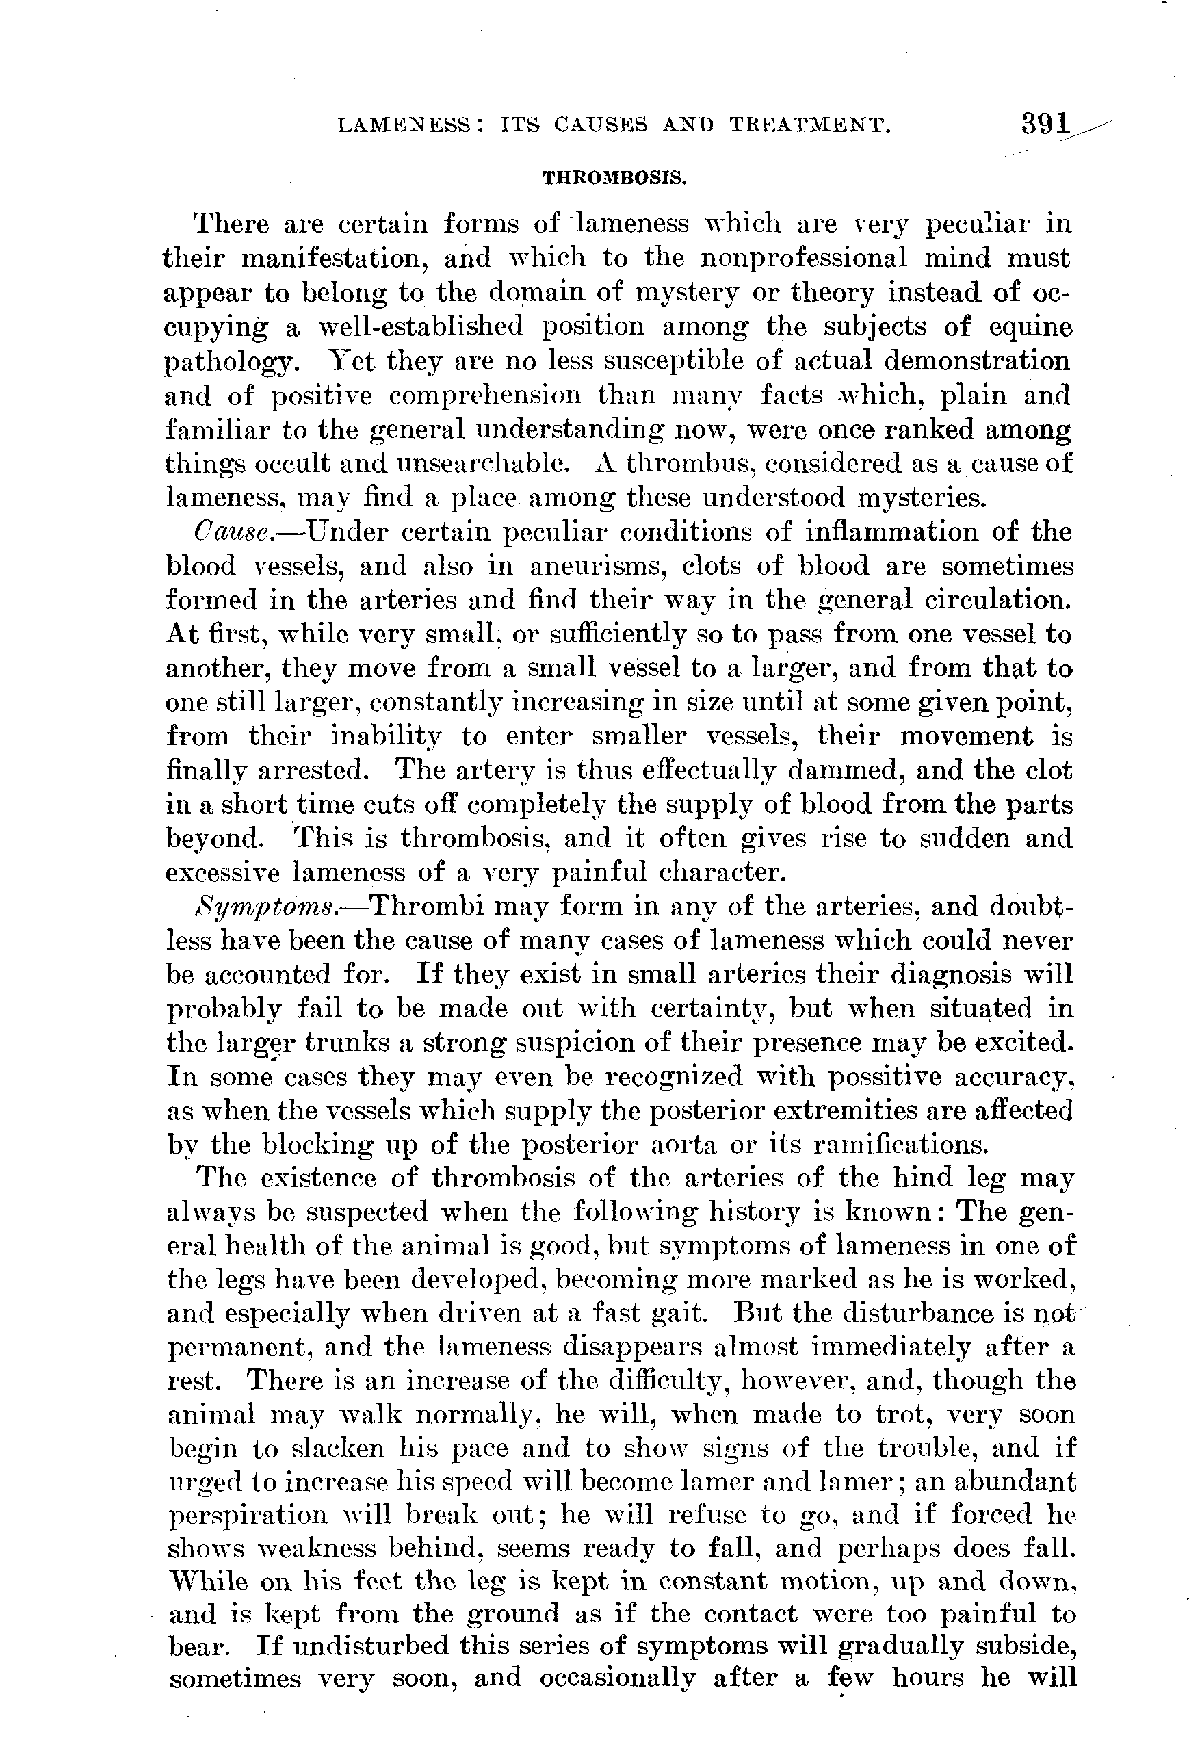 LAMENESS: ITS CAUSES AND TREATMENT. 391
THROMBOSIS.
There are certain forms of lameness which are very peculiar in
their manifestation, and which to the nonprofessional mind must
appear to belong to the domain of mystery or theory instead of oc-
cupying a well-established position among the subjects of equine
pathology. Yet they are no less susceptible of actual demonstration
and of positive comprehension than many facts which, plain and
familiar to the general understanding now, were once ranked among
things occult and unsearchable. A thrombus, considered as a cause of
lameness, may find a place among these understood mysteries.
Cause.—Under certain peculiar conditions of inflammation of the
blood vessels, and also in aneurisms, clots of blood are sometimes
formed in the arteries and find their way in the general circulation.
At first, while very small, or sufficiently so to pass from one vessel to
another, they move from a small vessel to a larger, and from that to
one still larger, constantly increasing in size until at some given point,
from their inability to enter smaller vessels, their movement is
finally arrested. The artery is thus effectually dammed, and the clot
in a short time cuts off completely the supply of blood from the parts
beyond. This is thrombosis, and it often gives rise to sudden and
excessive lameness of a very painful character.
Symptoms.—Thrombi may form in any of the arteries, and doubt-
less have been the cause of many cases of lameness which could never
be accounted for. If they exist in small arteries their diagnosis will
probably fail to be made out with certainty, but when situated in
the larger trunks a strong suspicion of their presence may be excited.
In some cases they may even be recognized with possitive accuracy,
as when the vessels which supply the posterior extremities are affected
by the blocking up of the posterior aorta or its ramifications.
The existence of thrombosis of the arteries of the hind leg may
always be suspected when the following history is known: The gen-
eral health of the animal is good, but symptoms of lameness in one of
the legs have been developed, becoming more marked as he is worked,
and especially when driven at a fast gait. But the disturbance is not
permanent, and the lameness disappears almost immediately after a
rest. There is an increase of the difficulty, however, and, though the
animal may walk normally, he will, when made to trot, very soon
begin to slacken his pace and to show signs of the trouble, and if
urged to increase his speed will become lamer and lamer; an abundant
perspiration will break out; he will refuse to go, and if forced he
shows weakness behind, seems ready to fall, and perhaps does fall.
While on his feet the leg is kept in constant motion, up and down,
and is kept from the ground as if the contact were too painful to
bear. If undisturbed this series of symptoms will gradually subside,
sometimes very soon, and occasionally after a few hours he will